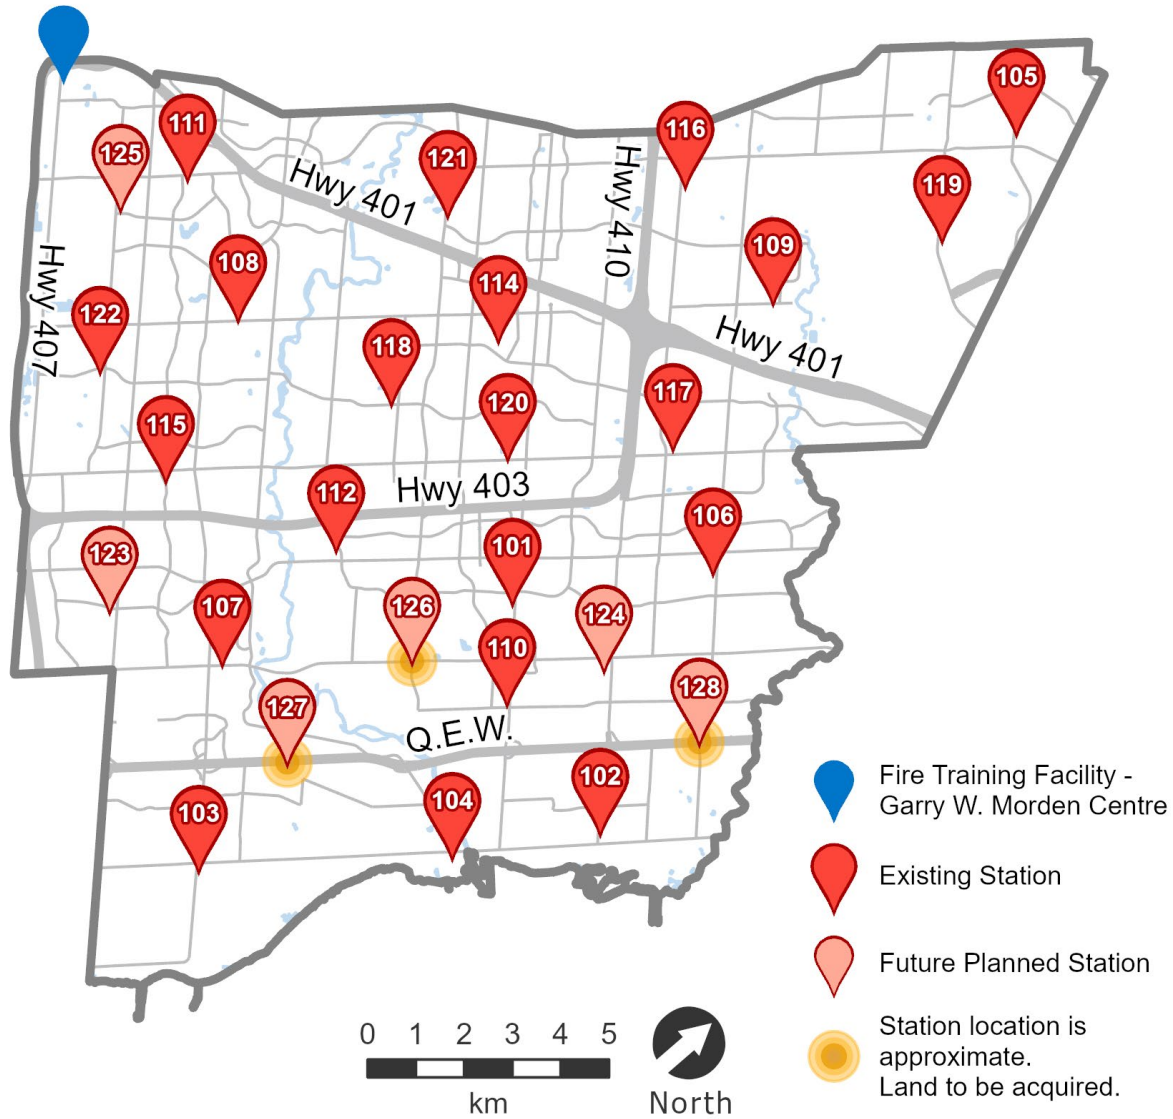 105
111
116
121
125
Hwy 401
Hwy 410
119
109
108
Hwy 407
114
122
118
Hwy 401
117
120
115
Hwy 403
112
106
101
123
107
126
124
110
128
127
Q.E.W.
102
104
103
Fire Training Facility -
Garry W. Morden Centre
Existing Station
Future Planned Station
Station location is
approximate.
Land to be acquired.
0 1 2 3 4 5
km
North